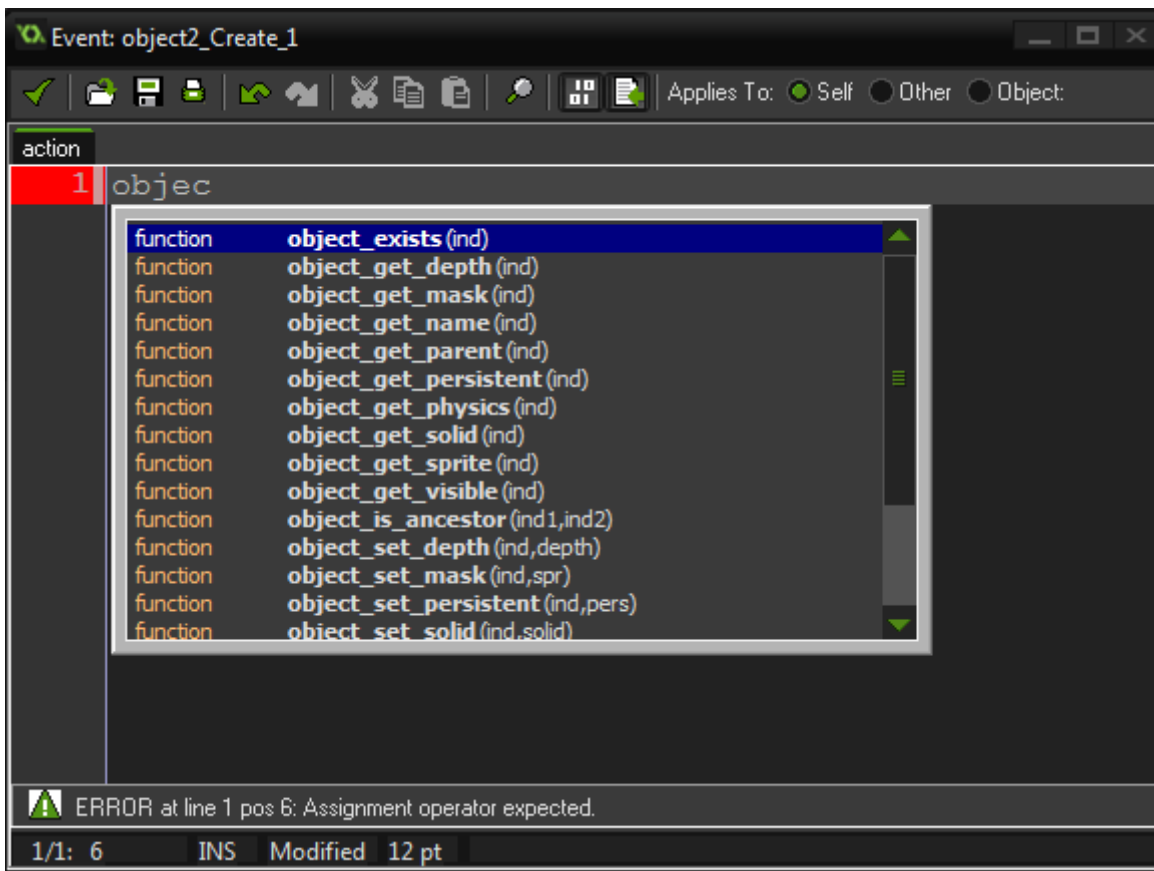 Event: object2_Create_1
Applies To: Self Other Object:
action
1 objec
function object_exists(ind)
function object_get_depth(ind)
function object_get_mask(ind)
function object_get_name(ind)
function object_get_parent(ind)
function object_get_persistent(ind)
function object_get_physics(ind)
function object_get_solid(ind)
function object_get_sprite(ind)
function object_get_visible(ind)
function object_is_ancestor(ind1,ind2)
function object_set_depth(ind,depth)
function object_set_mask(ind,spr)
function object_set_persistent(ind,pers)
function object_set_solid(ind,solid)
ERROR at line 1 pos 6: Assignment operator expected.
1/1: 6 INS Modified 12 pt